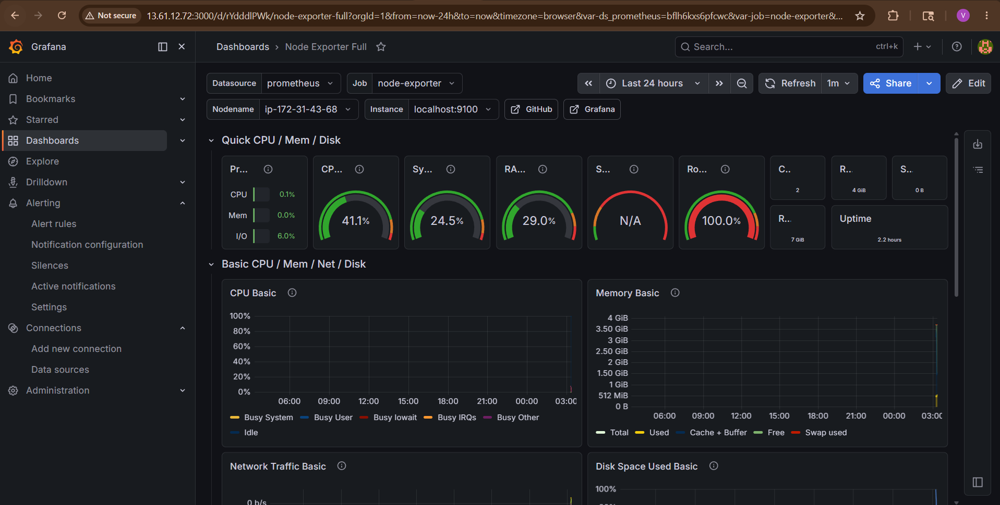 Not secure
13.61.12.72:3000/d/rYdddlPWk/node-exporter-full?orgId=1&from=now-24h&to=now&timezone=browser&var-ds_prometheus=bflh6kxs6pfcwc&var-job=node-exporter&...
V
Grafana
Dashboards › Node Exporter Full
Search... ctrl+k
Home
Bookmarks
Starred
Dashboards
Explore
Drilldown
Alerting
Alert rules
Notification configuration
Silences
Active notifications
Settings
Connections
Add new connection
Data sources
Administration
Datasource prometheus Job node-exporter
Last 24 hours Refresh 1m Share Edit
Nodename ip-172-31-43-68 Instance localhost:9100 GitHub Grafana
Quick CPU / Mem / Disk
Pr... CP... Sy... RA... S... Ro... C.. R... S...
CPU 0.1%
Mem 0.0%
I/O 6.0%
41.1% 24.5% 29.0% N/A 100.0%
2 4 GiB 0 B
R... Uptime
7 GiB 2.2 hours
Basic CPU / Mem / Net / Disk
CPU Basic
100%
80%
60%
40%
20%
0%
06:00 09:00 12:00 15:00 18:00 21:00 00:00 03:00
Busy System Busy User Busy Iowait Busy IRQs Busy Other
Idle
Memory Basic
4 GiB
3.50 GiB
3 GiB
2.50 GiB
2 GiB
1.50 GiB
1 GiB
512 MiB
0 B
06:00 09:00 12:00 15:00 18:00 21:00 00:00 03:00
Total Used Cache + Buffer Free Swap used
Network Traffic Basic
0 b/s
Disk Space Used Basic
100%